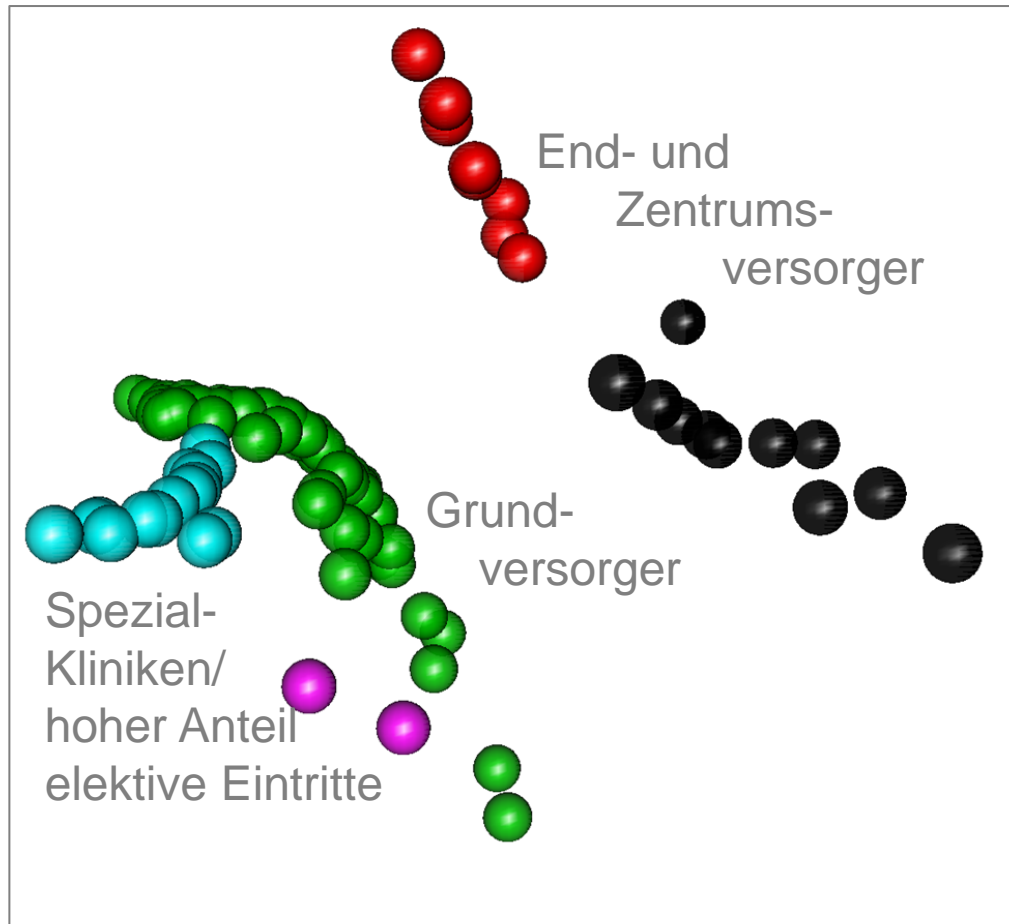 End- und
Zentrums-
versorger
Grund-
versorger
Spezial-
Kliniken/
hoher Anteil
elektive Eintritte